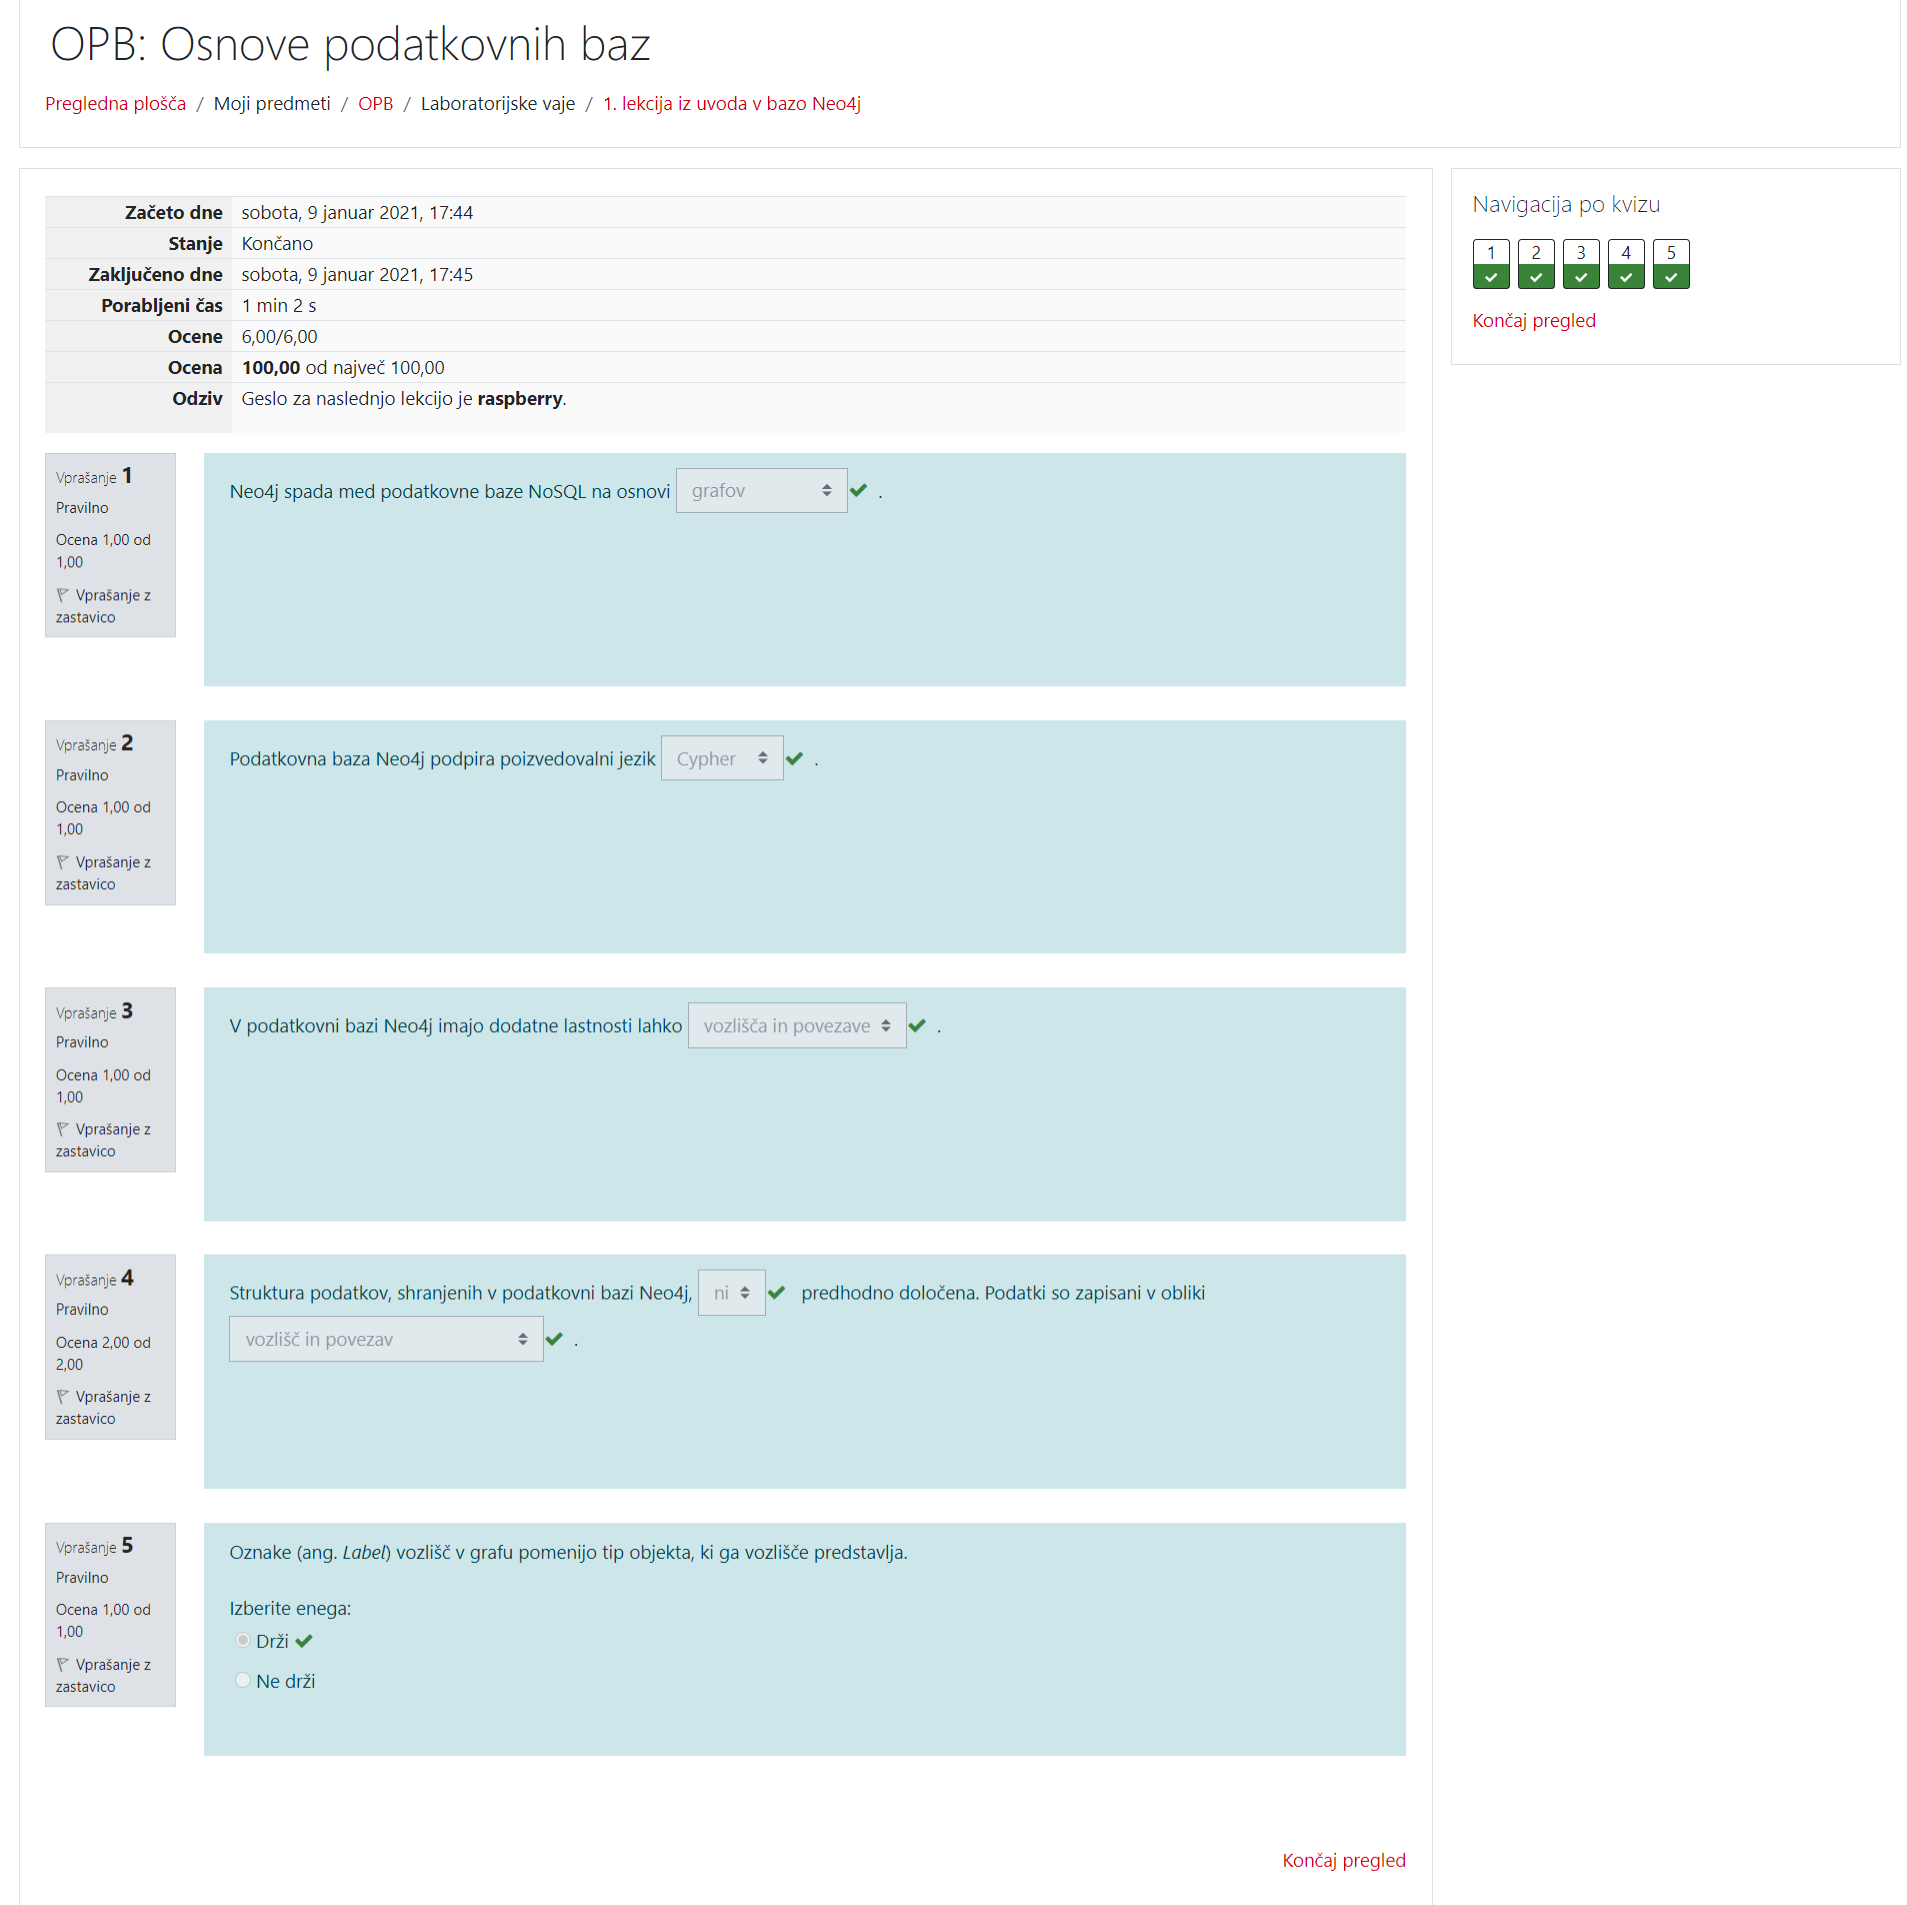 OPB: Osnove podatkovnih baz
Pregledna plošča / Moji predmeti / OPB / Laboratorijske vaje / 1. lekcija iz uvoda v bazo Neo4j
Začeto dne sobota, 9 januar 2021, 17:44
Stanje Končano
Zaključeno dne sobota, 9 januar 2021, 17:45
Porabljeni čas 1 min 2 s
Ocene 6,00/6,00
Ocena 100,00 od največ 100,00
Odziv Geslo za naslednjo lekcijo je raspberry.
Vprašanje 1
Pravilno
Ocena 1,00 od
1,00
Vprašanje z
zastavico
Neo4j spada med podatkovne baze NoSQL na osnovi grafov .
Vprašanje 2
Pravilno
Ocena 1,00 od
1,00
Vprašanje z
zastavico
Podatkovna baza Neo4j podpira poizvedovalni jezik Cypher .
Vprašanje 3
Pravilno
Ocena 1,00 od
1,00
Vprašanje z
zastavico
V podatkovni bazi Neo4j imajo dodatne lastnosti lahko vozlišča in povezave .
Vprašanje 4
Pravilno
Ocena 2,00 od
2,00
Vprašanje z
zastavico
Struktura podatkov, shranjenih v podatkovni bazi Neo4j, ni predhodno določena. Podatki so zapisani v obliki
vozlišč in povezav .
Vprašanje 5
Pravilno
Ocena 1,00 od
1,00
Vprašanje z
zastavico
Oznake (ang. Label) vozlišč v grafu pomenijo tip objekta, ki ga vozlišče predstavlja.
Izberite enega:
Drži
Ne drži
Končaj pregled
Navigacija po kvizu
1 2 3 4 5
Končaj pregled